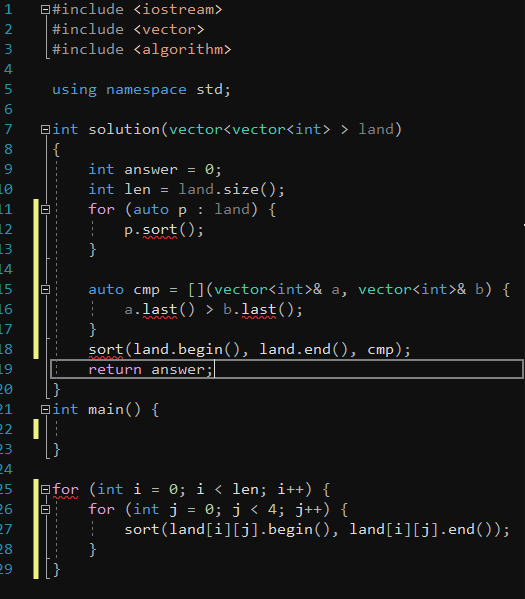 1 #include <iostream>
2 #include <vector>
3 #include <algorithm>
4
5 using namespace std;
6
7 int solution(vector<vector<int> > land)
8 {
9 int answer = 0;
10 int len = land.size();
11 for (auto p : land) {
12 p.sort();
13 }
14
15 auto cmp = [](vector<int>& a, vector<int>& b) {
16 a.last() > b.last();
17 }
18 sort(land.begin(), land.end(), cmp);
19 return answer;
20 }
21 int main() {
22
23 }
24
25 for (int i = 0; i < len; i++) {
26 for (int j = 0; j < 4; j++) {
27 sort(land[i][j].begin(), land[i][j].end());
28 }
29 }